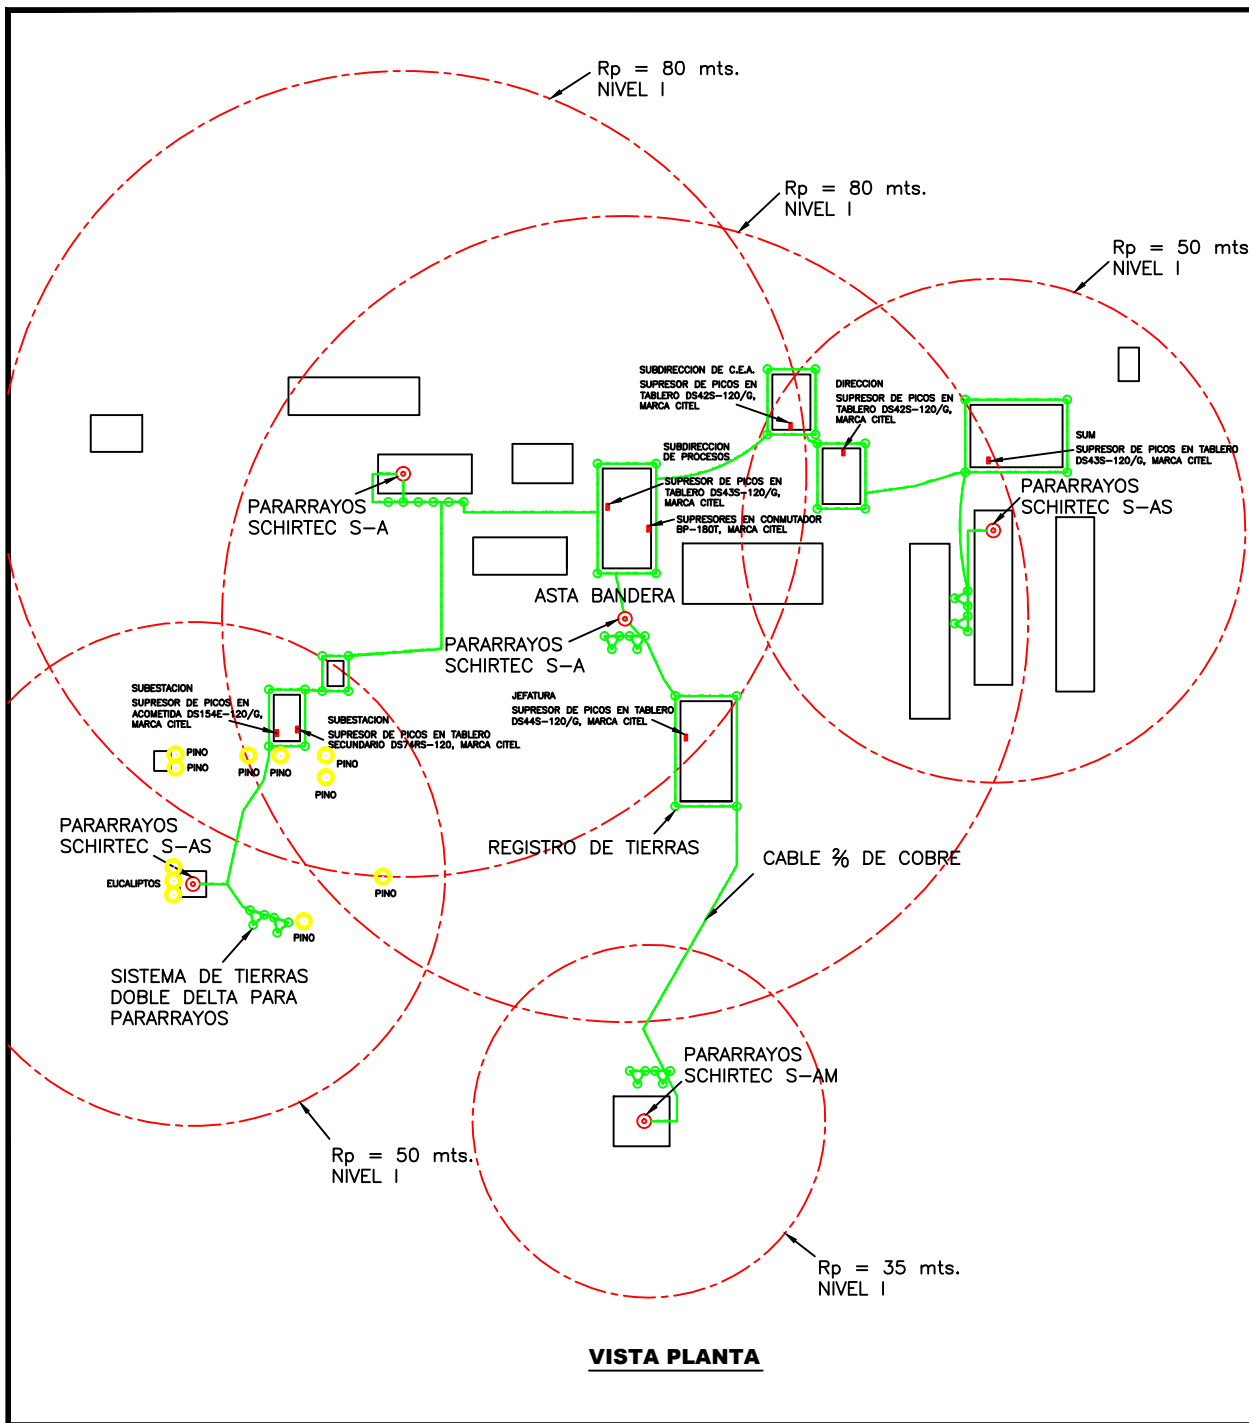 Rp = 80 mts.
NIVEL I
Rp = 80 mts.
NIVEL I
Rp = 50 mts
NIVEL I
SUBDIRECCION DE C.E.A.
SUPRESOR DE PICOS EN
TABLERO DS42S-120/G,
MARCA CITEL
DIRECCION
SUPRESOR DE PICOS EN
TABLERO DS42S-120/G,
MARCA CITEL
SUM
SUPRESOR DE PICOS EN TABLERO
DS43S-120/G, MARCA CITEL
SUBDIRECCION
DE PROCESOS
SUPRESOR DE PICOS EN
TABLERO DS43S-120/G,
MARCA CITEL
SUPRESORES EN CONMUTADOR
BP-180T, MARCA CITEL
PARARRAYOS
SCHIRTEC S-A
PARARRAYOS
SCHIRTEC S-AS
ASTA BANDERA
PARARRAYOS
SCHIRTEC S-A
SUBESTACION
SUPRESOR DE PICOS EN
ACOMETIDA DS154E-120/G,
MARCA CITEL
SUBESTACION
SUPRESOR DE PICOS EN TABLERO
SECUNDARIO DS74RS-120, MARCA CITEL
JEFATURA
SUPRESOR DE PICOS EN TABLERO
DS44S-120/G, MARCA CITEL
PINO
PINO
PINO
PINO
PINO
PINO
PARARRAYOS
SCHIRTEC S-AS
REGISTRO DE TIERRAS
CABLE 2/0 DE COBRE
EUCALIPTOS
PINO
PINO
SISTEMA DE TIERRAS
DOBLE DELTA PARA
PARARRAYOS
PARARRAYOS
SCHIRTEC S-AM
Rp = 50 mts.
NIVEL I
Rp = 35 mts.
NIVEL I
VISTA PLANTA